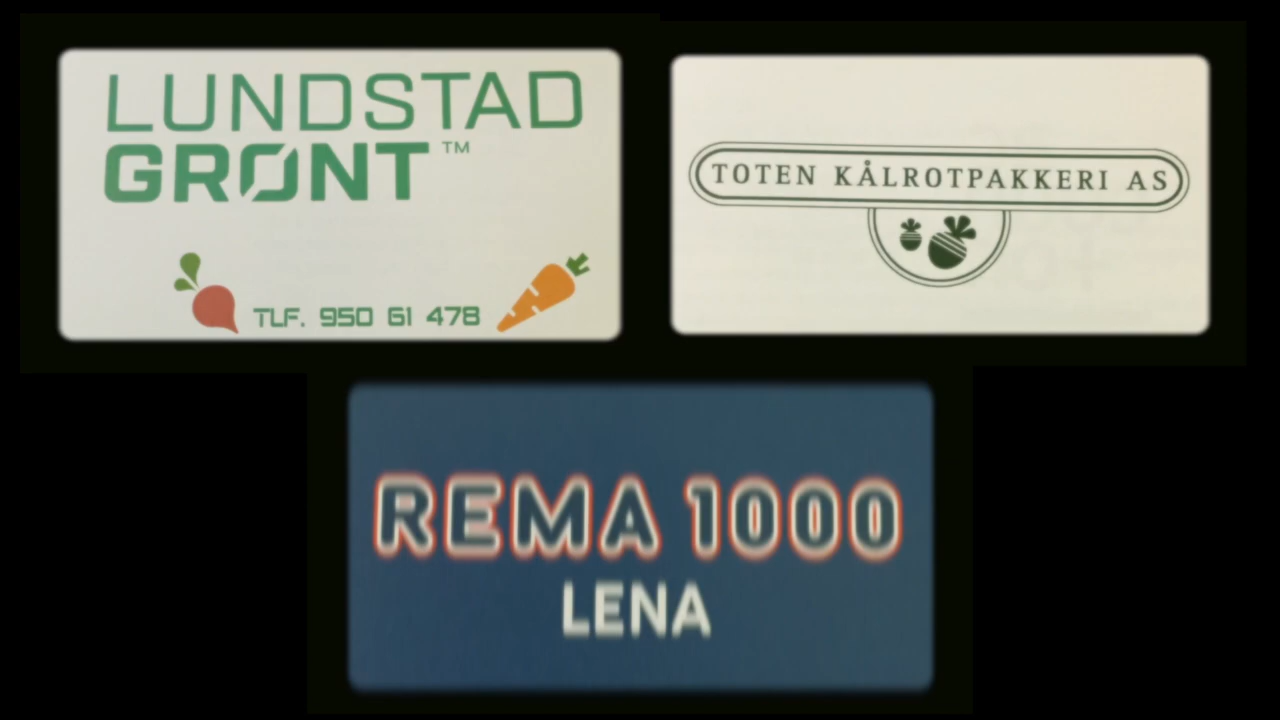 LUNDSTAD
GRØNT™
TLF. 950 61 478
TOTEN KÅLROTPAKKERI AS
REMA 1000
LENA